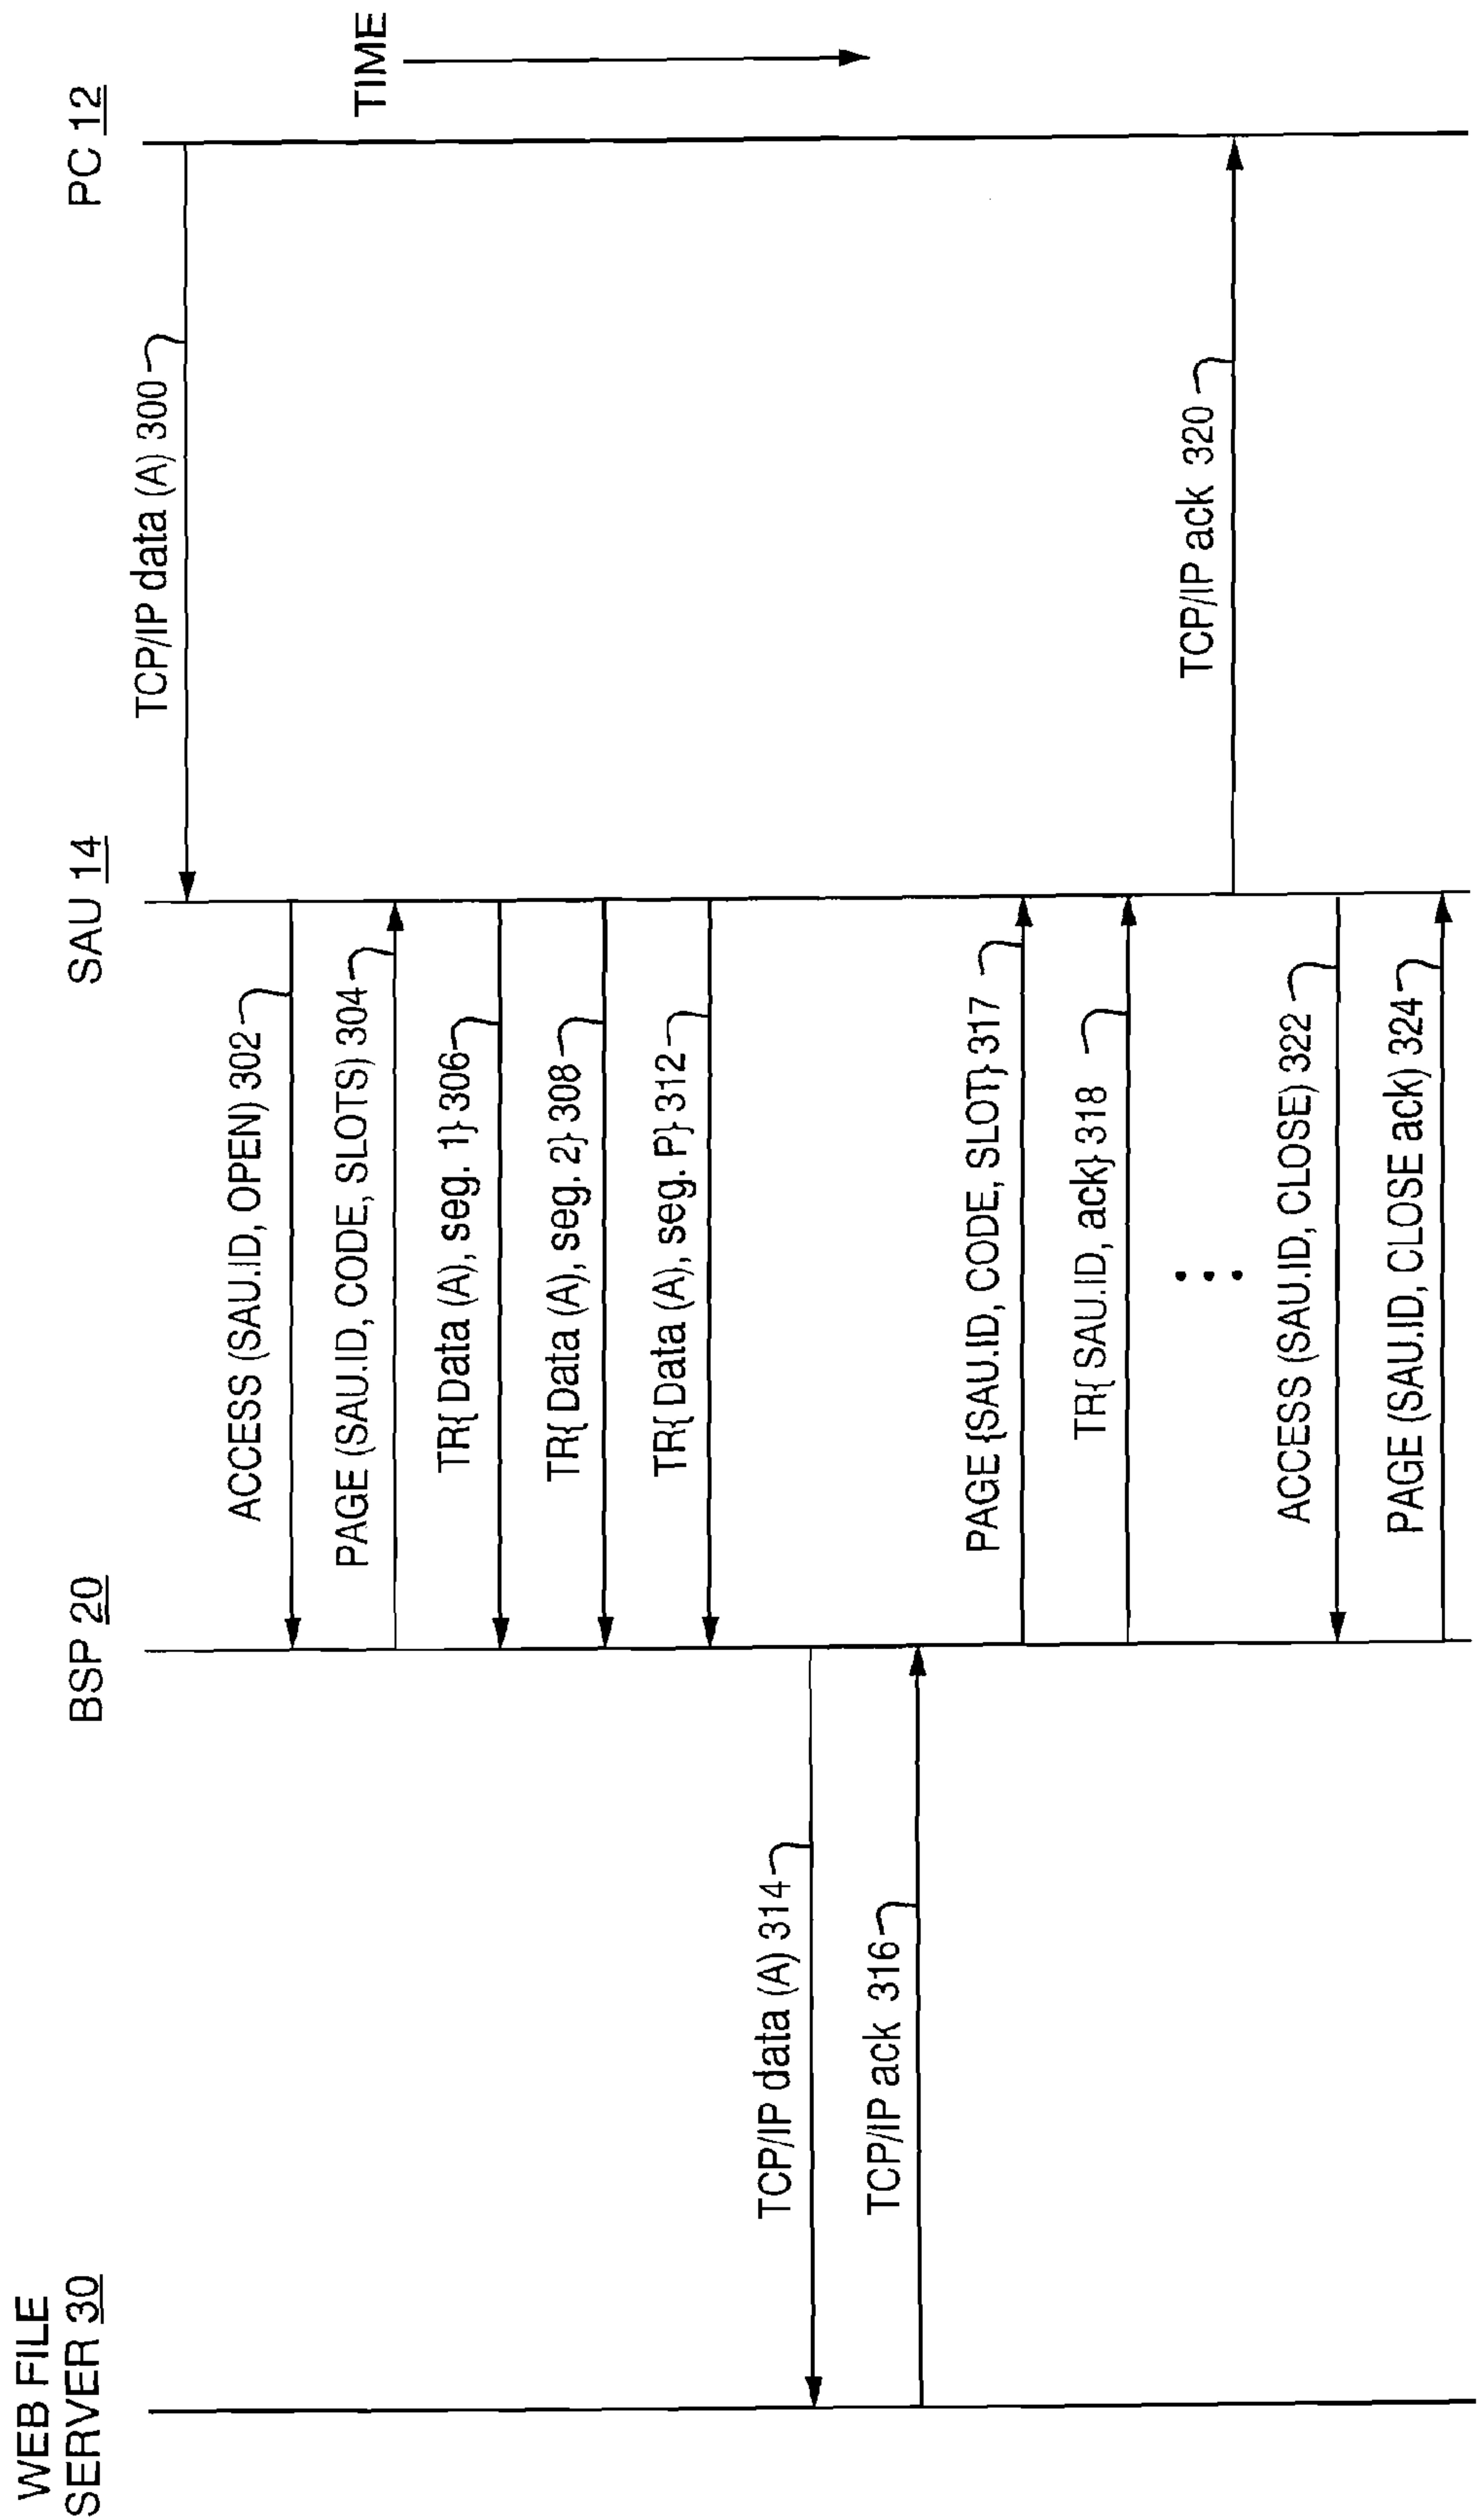 WEB FILE
SERVER 30
BSP 20
SAU 14
PC 12
TIME
TCP/IP data (A) 300
ACCESS (SAU.ID, OPEN) 302
PAGE (SAU.ID, CODE, SLOTS) 304
TR{ Data (A), seg. 1} 306
TR{ Data (A), seg. 2} 308
TR{ Data (A), seg. P} 312
TCP/IP data (A) 314
TCP/IP ack 316
PAGE {SAU.ID, CODE, SLOT} 317
TR{ SAU.ID, ack} 318
TCP/IP ack 320
ACCESS (SAU.ID, CLOSE) 322
PAGE (SAU.ID, CLOSE ack) 324